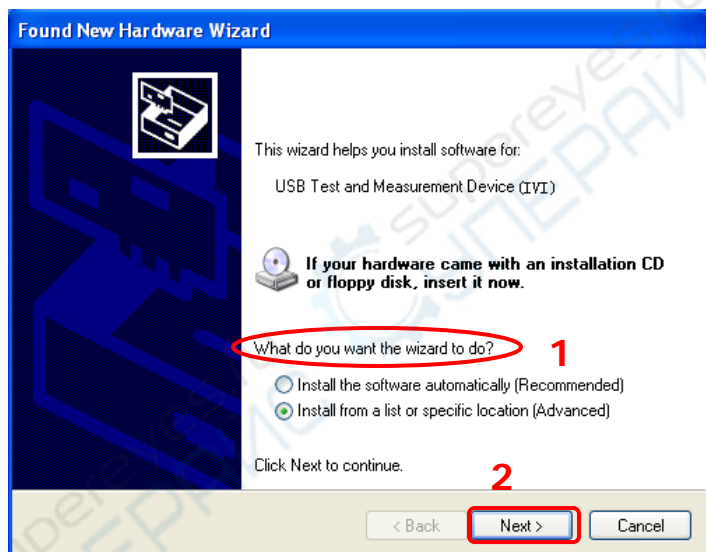 Found New Hardware Wizard
This wizard helps you install software for:
USB Test and Measurement Device (IVI)
If your hardware came with an installation CD
or floppy disk, insert it now.
What do you want the wizard to do?
1
Install the software automatically (Recommended)
Install from a list or specific location (Advanced)
Click Next to continue.
2
< Back
Next >
Cancel